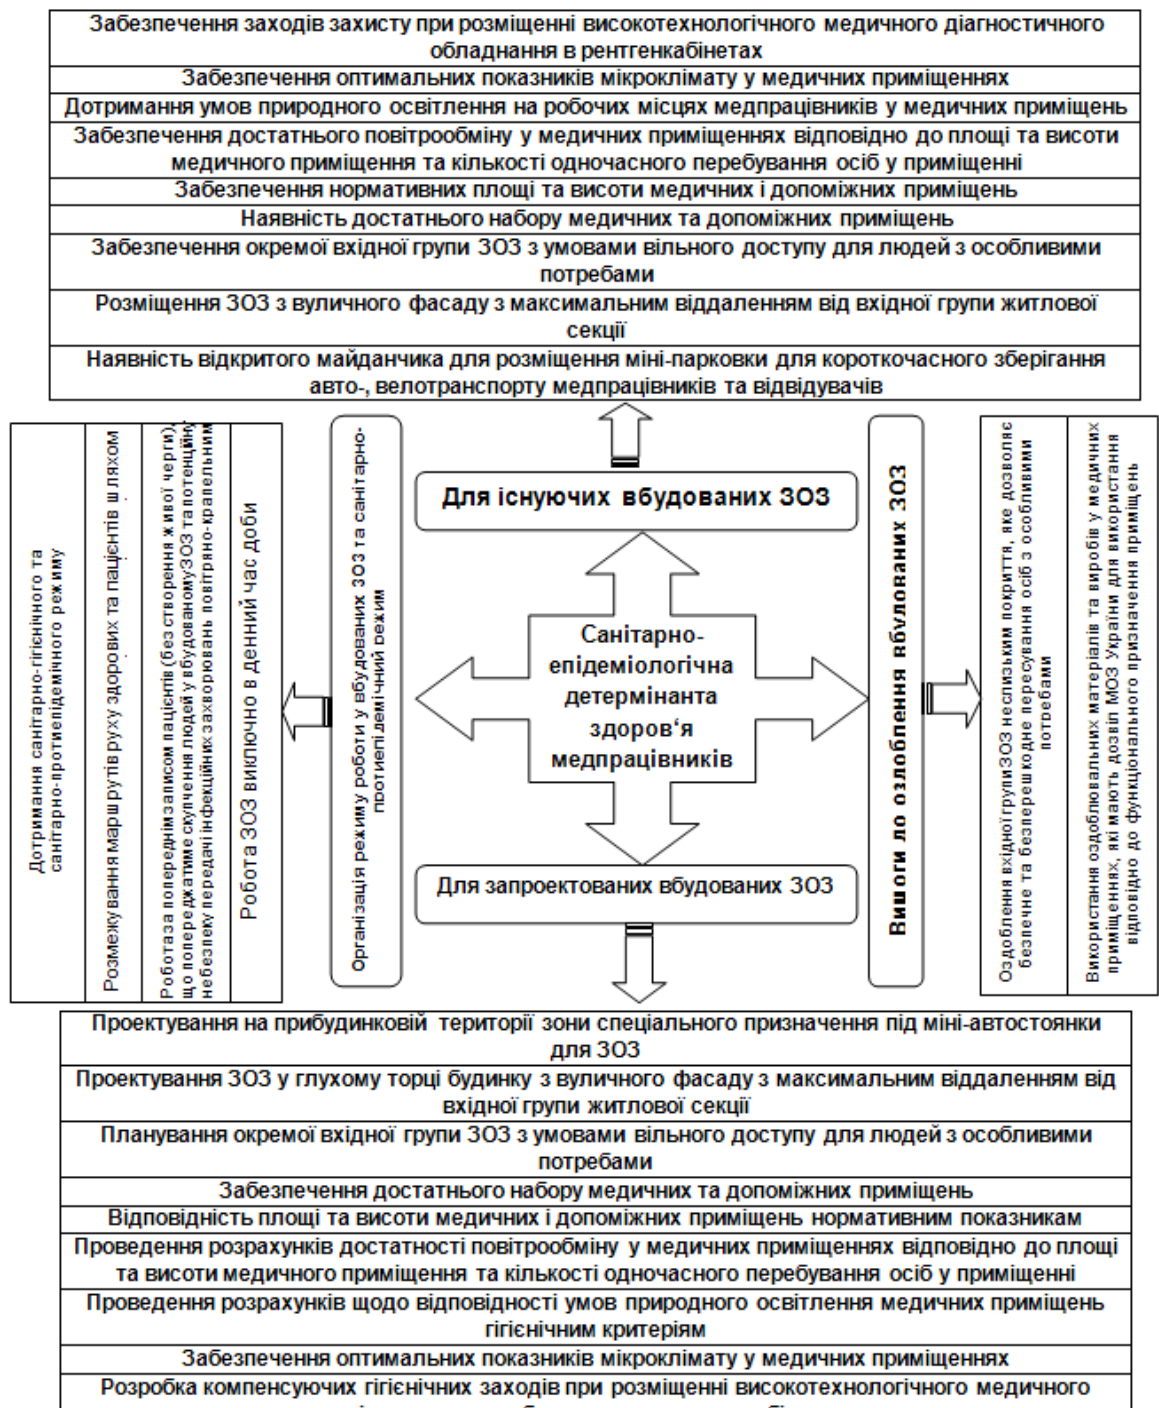 Забезпечення заходів захисту при розміщенні високотехнологічного медичного діагностичного
обладнання в рентгенкабінетах
Забезпечення оптимальних показників мікроклімату у медичних приміщеннях
Дотримання умов природного освітлення на робочих місцях медпрацівників у медичних приміщень
Забезпечення достатнього повітрообміну у медичних приміщеннях відповідно до площі та висоти
медичного приміщення та кількості одночасного перебування осіб у приміщенні
Забезпечення нормативних площі та висоти медичних і допоміжних приміщень
Наявність достатнього набору медичних та допоміжних приміщень
Забезпечення окремої вхідної групи ЗОЗ з умовами вільного доступу для людей з особливими
потребами
Розміщення ЗОЗ з вуличного фасаду з максимальним віддаленням від вхідної групи житлової
секції
Наявність відкритого майданчика для розміщення міні-парковки для короткочасного зберігання
авто-, велотранспорту медпрацівників та відвідувачів
Дотримання санітарно-гігієнічного та
санітарно-протиепідемічного режиму
Розмежування маршрутів руху здорових та пацієнтів шляхом
Робота за попереднім записом пацієнтів (без створення живої черги),
що попереджатиме скупчення людей у вбудованому ЗОЗ та потенційну
небезпеку передачі інфекційних захворювань повітряно-крапельним
Робота ЗОЗ виключно в денний час доби
Організація режиму роботи у вбудованих ЗОЗ та санітарно-
протиепідемічний режим
Для існуючих вбудованих ЗОЗ
Санітарно-
епідеміологічна
детермінанта
здоров'я
медпрацівників
Для запроектованих вбудованих ЗОЗ
Вимоги до оздоблення вбудованих ЗОЗ
Оздоблення вхідної групи ЗОЗ неслизьким покриття, яке дозволяє
безпечне та безперешкодне пересування осіб з особливими
потребами
Використання оздоблювальних матеріалів та виробів у медичних
приміщеннях, які мають дозвіл МОЗ України для використання
відповідно до функціонального призначення приміщень
Проектування на прибудинковій території зони спеціального призначення під міні-автостоянки
для ЗОЗ
Проектування ЗОЗ у глухому торці будинку з вуличного фасаду з максимальним віддаленням від
вхідної групи житлової секції
Планування окремої вхідної групи ЗОЗ з умовами вільного доступу для людей з особливими
потребами
Забезпечення достатнього набору медичних та допоміжних приміщень
Відповідність площі та висоти медичних і допоміжних приміщень нормативним показникам
Проведення розрахунків достатності повітрообміну у медичних приміщеннях відповідно до площі
та висоти медичного приміщення та кількості одночасного перебування осіб у приміщенні
Проведення розрахунків щодо відповідності умов природного освітлення медичних приміщень
гігієнічним критеріям
Забезпечення оптимальних показників мікроклімату у медичних приміщеннях
Розробка компенсуючих гігієнічних заходів при розміщенні високотехнологічного медичного